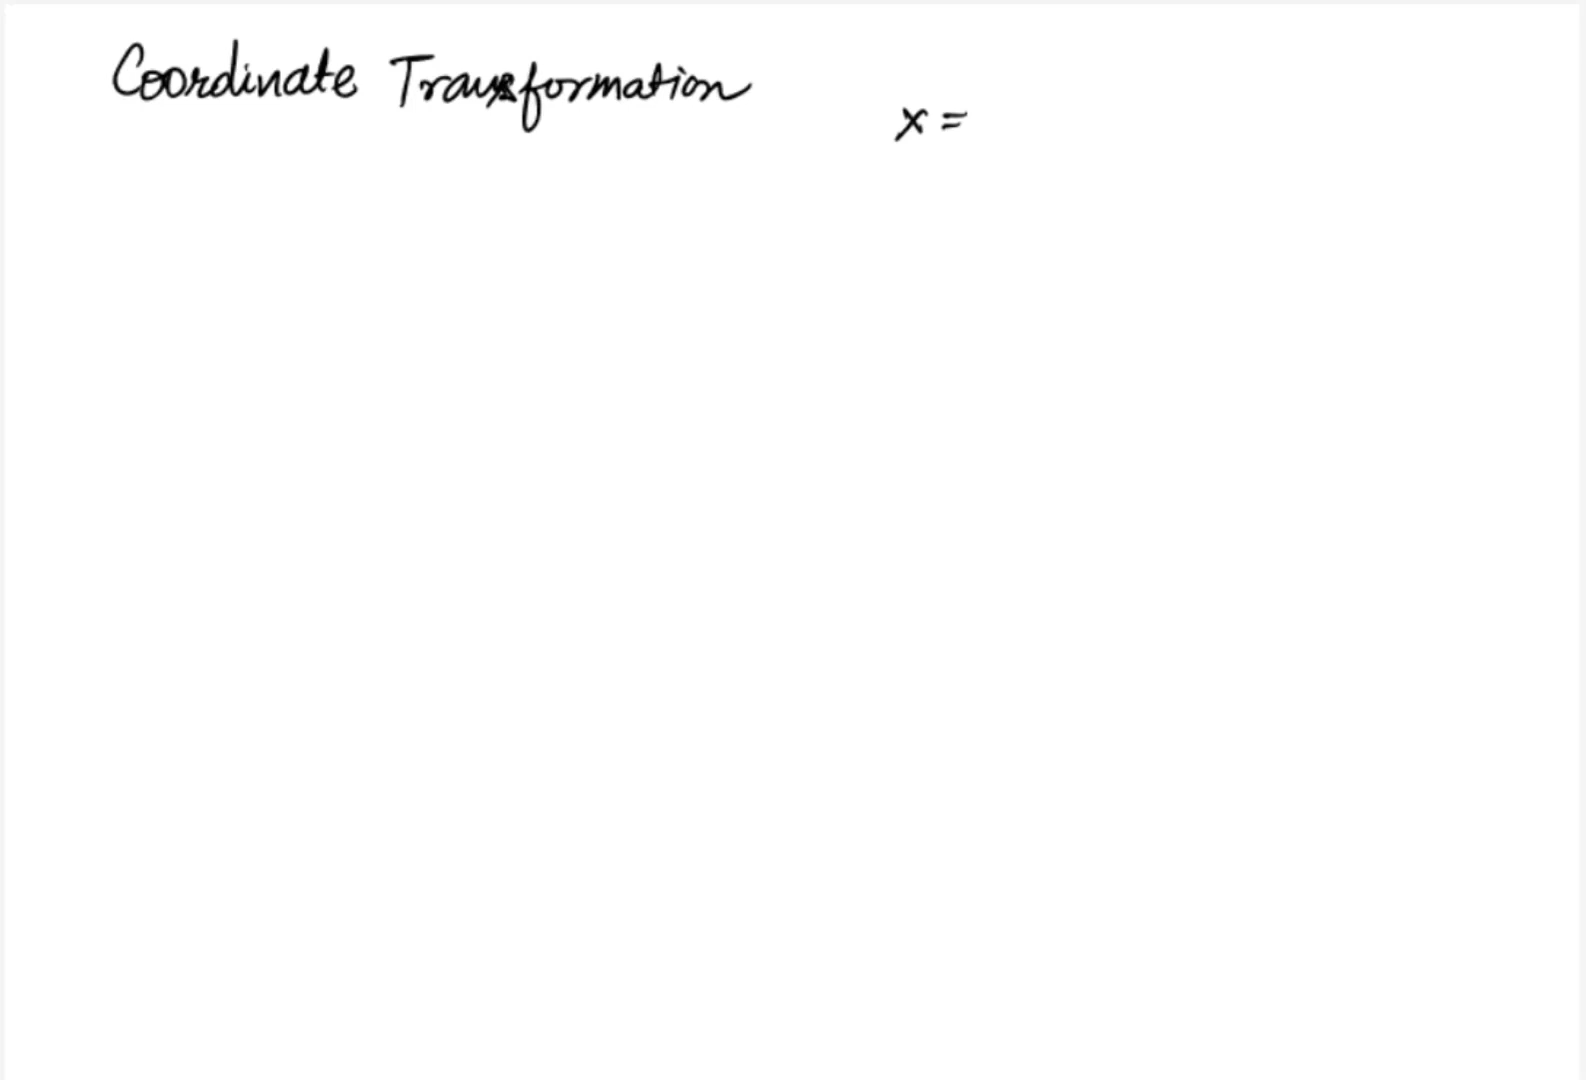 Coordinate Transformation
x =